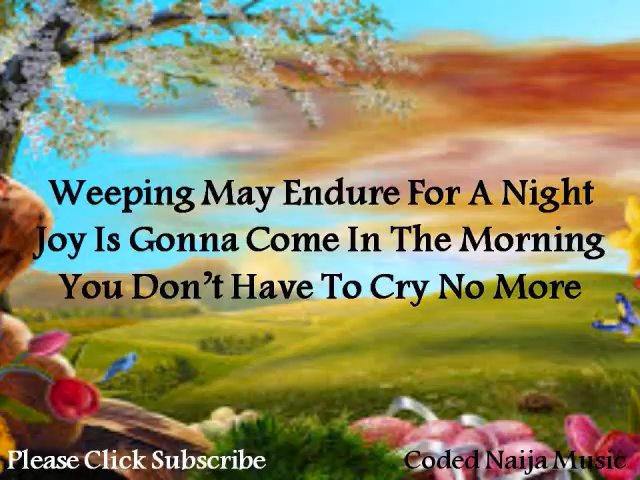 Weeping May Endure For A Night
Joy Is Gonna Come In The Morning
You Don't Have To Cry No More
Please Click Subscribe
Coded Naija Music